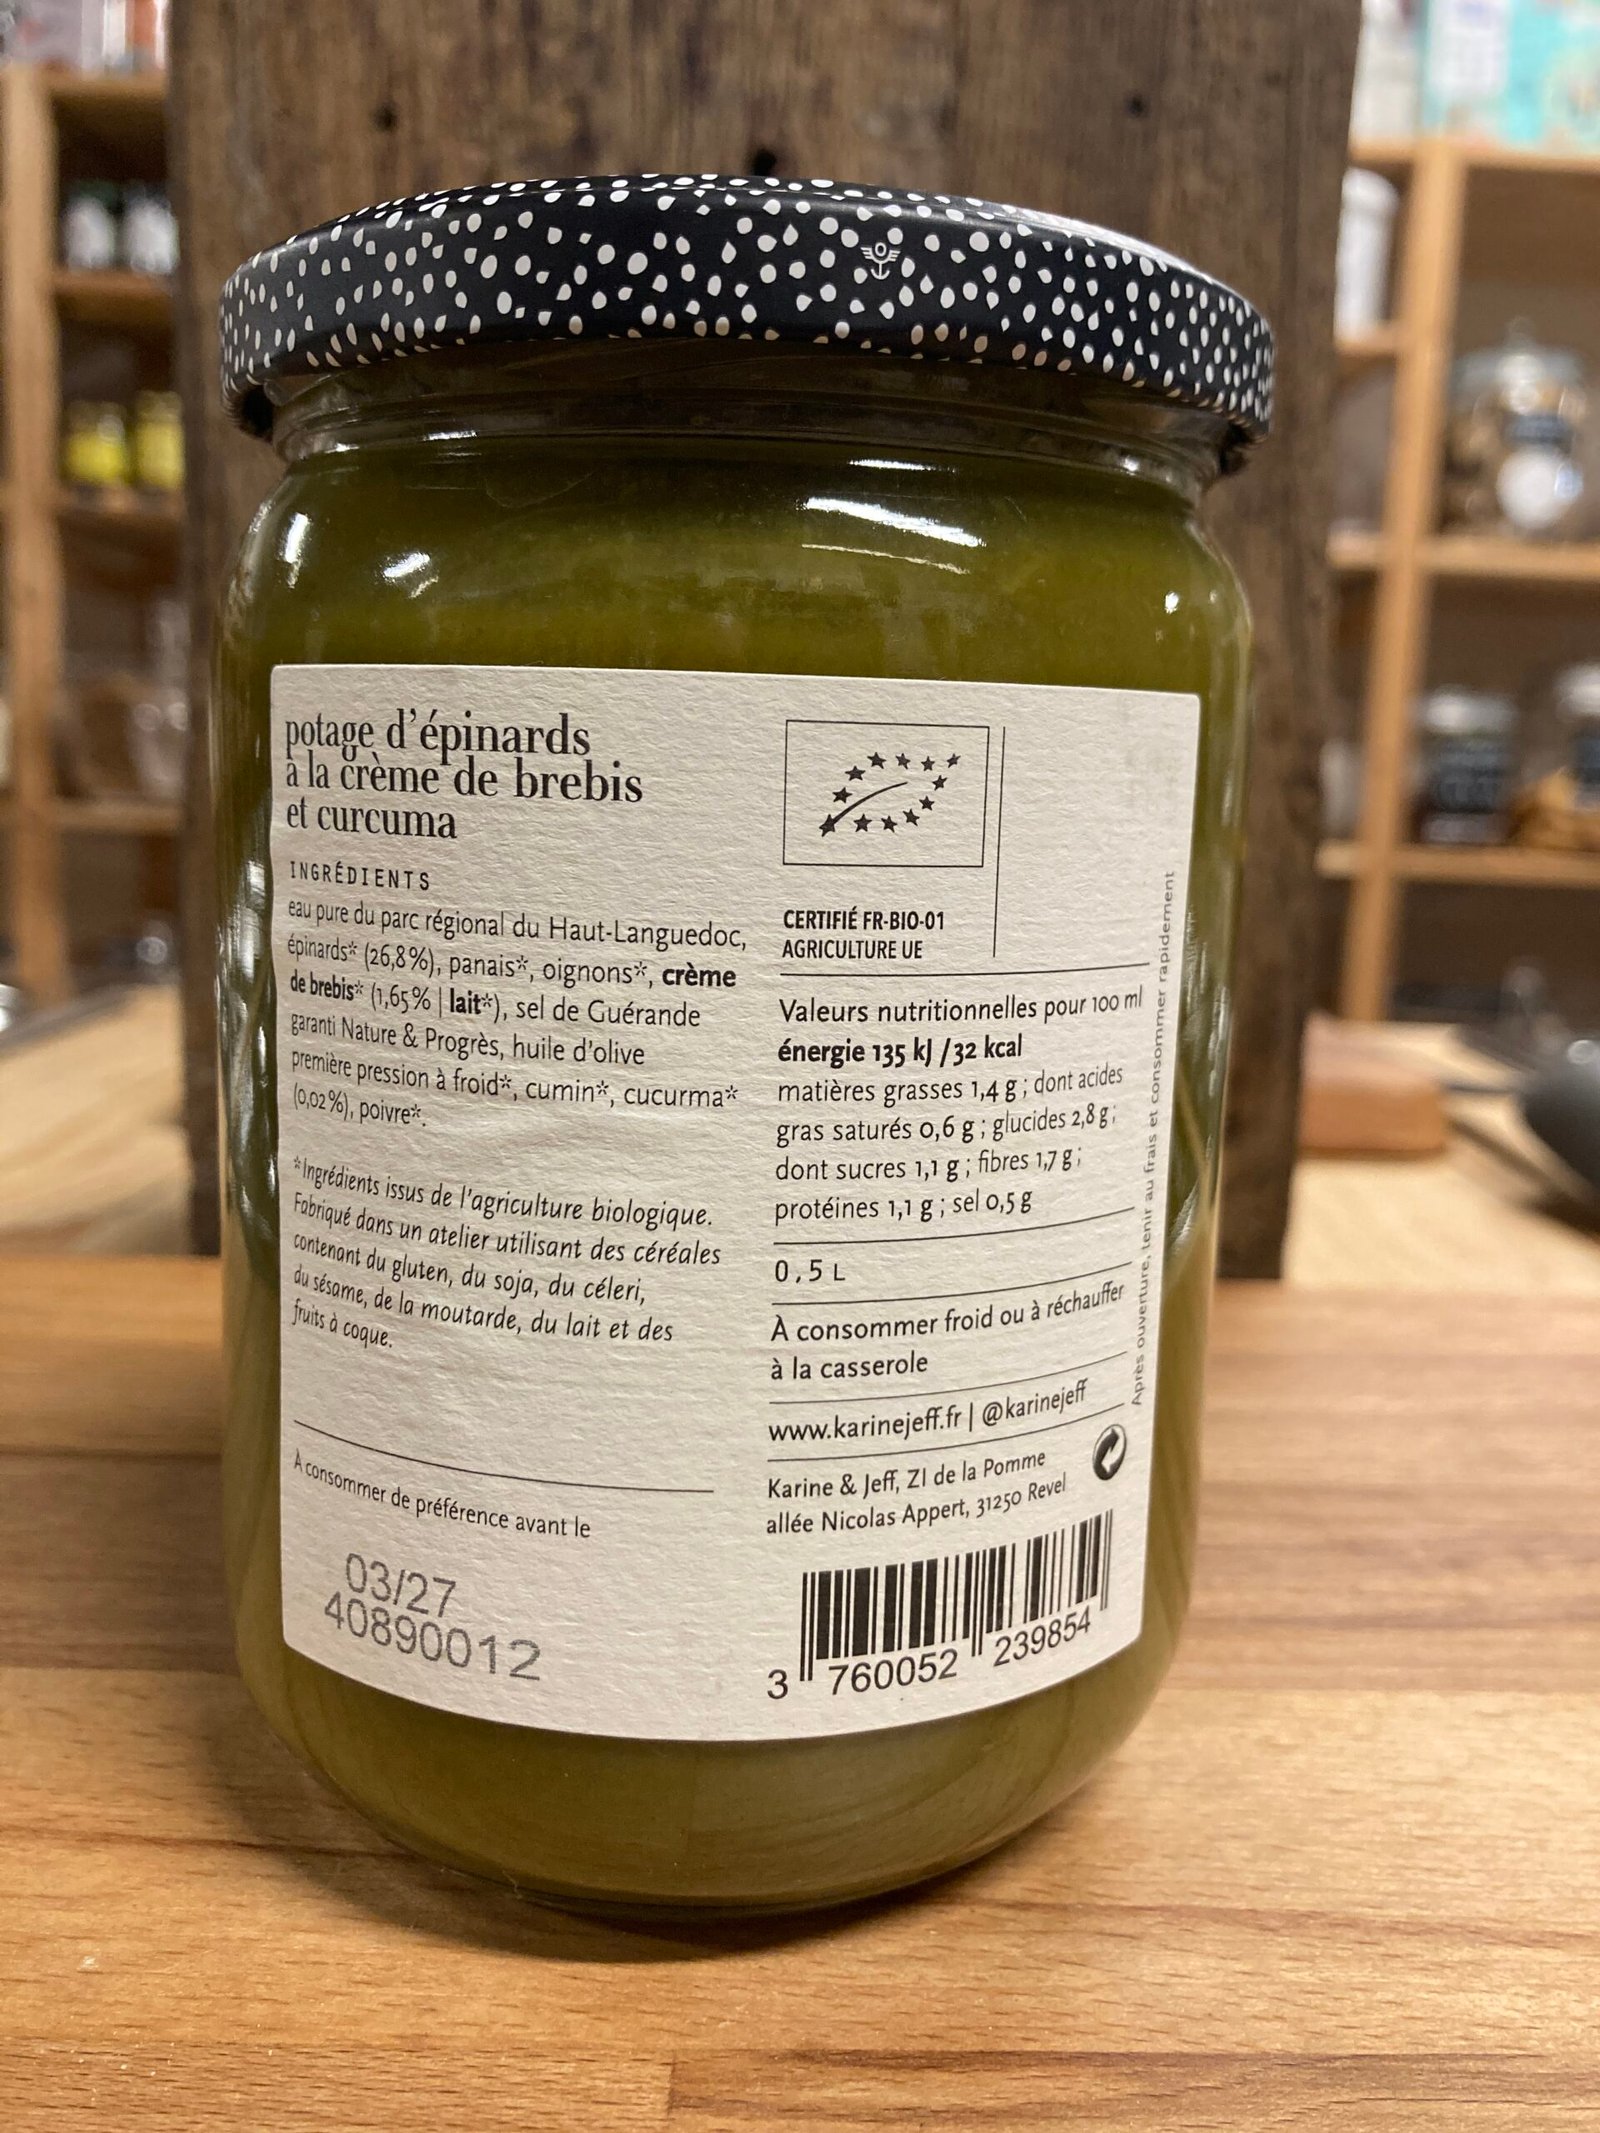 potage d'épinards
a la crème de brebis
et curcuma
INGRÉDIENTS
eau pure du parc régional du Haut-Languedoc,
épinards* (26,8%), panais*, oignons*, crème
de brebis* (1,65% | lait*), sel de Guérande
garanti Nature & Progrès, huile d'olive
première pression à froid*, cumin*, cucurma*
(0,02%), poivre*.
*Ingrédients issus de l'agriculture biologique.
Fabriqué dans un atelier utilisant des céréales
contenant du gluten, du soja, du céleri,
du sésame, de la moutarde, du lait et des
fruits à coque.
À consommer de préférence avant le
03/27
40890012
CERTIFIÉ FR-BIO-01
AGRICULTURE UE
Valeurs nutritionnelles pour 100 ml
énergie 135 kJ / 32 kcal
matières grasses 1,4 g ; dont acides
gras saturés 0,6 g ; glucides 2,8 g ;
dont sucres 1,1 g ; fibres 1,7 g ;
protéines 1,1 g ; sel 0,5 g
0,5 L
À consommer froid ou à réchauffer
à la casserole
www.karinejeff.fr | @karinejeff
Karine & Jeff, ZI de la Pomme
allée Nicolas Appert, 31250 Revel
3 760052 239854
Après ouverture, tenir au frais et consommer rapidement